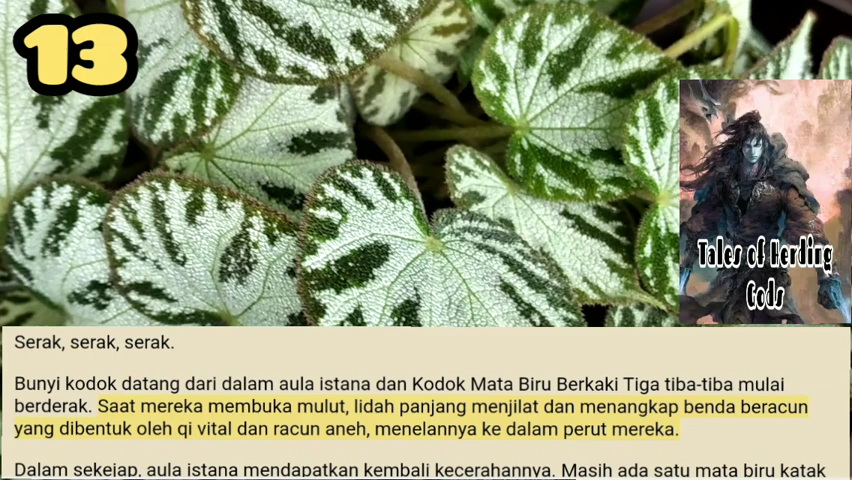 13
Tales of Herding
Gods
Serak, serak, serak.
Bunyi kodok datang dari dalam aula istana dan Kodok Mata Biru Berkaki Tiga tiba-tiba mulai
berderak. Saat mereka membuka mulut, lidah panjang menjilat dan menangkap benda beracun
yang dibentuk oleh qi vital dan racun aneh, menelannya ke dalam perut mereka.
Dalam sekejap, aula istana mendapatkan kembali kecerahannya. Masih ada satu mata biru katak